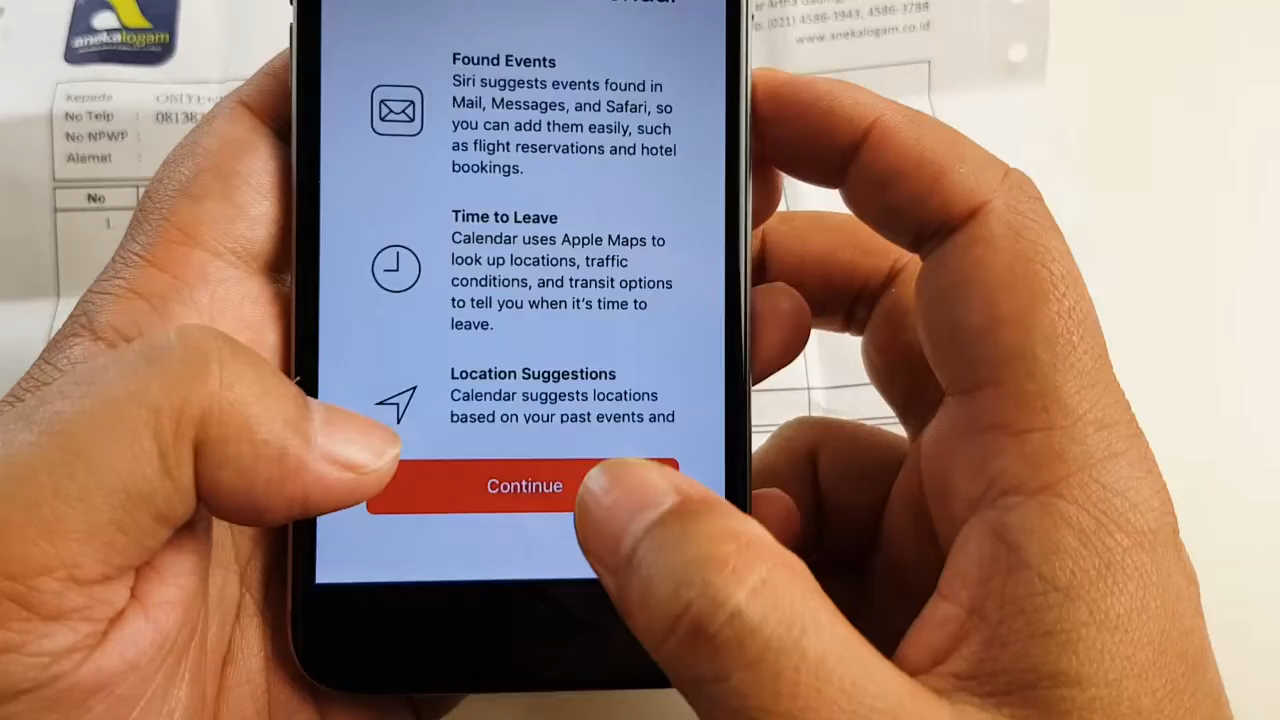 anekalogam
(021) 4586-3943, 4586-3788
www.anekalogam.co.id
Kepada
No Telp :
No NPWP :
Alamat :
No
1
Found Events
Siri suggests events found in
Mail, Messages, and Safari, so
you can add them easily, such
as flight reservations and hotel
bookings.
Time to Leave
Calendar uses Apple Maps to
look up locations, traffic
conditions, and transit options
to tell you when it's time to
leave.
Location Suggestions
Calendar suggests locations
based on your past events and
Continue